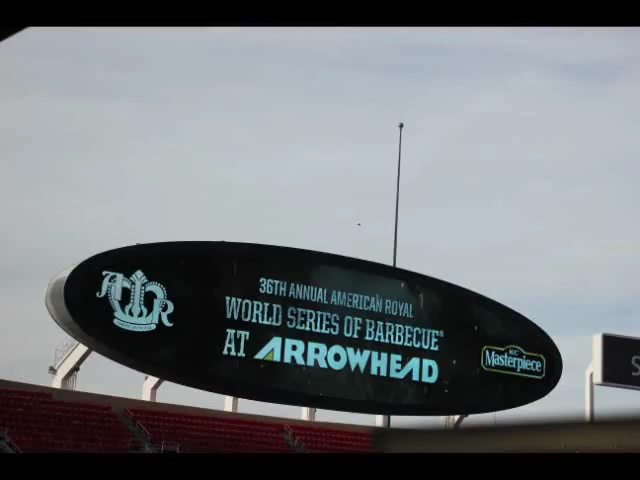 A R
36TH ANNUAL AMERICAN ROYAL
WORLD SERIES OF BARBECUE®
AT ARROWHEAD
KC
Masterpiece
S